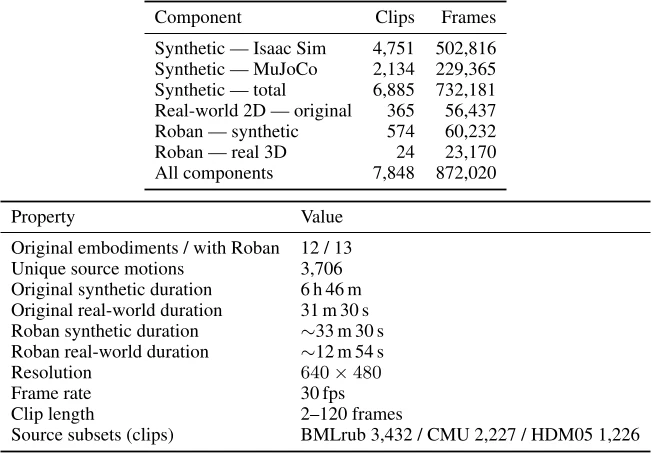 Component Clips Frames
Synthetic — Isaac Sim 4,751 502,816
Synthetic — MuJoCo 2,134 229,365
Synthetic — total 6,885 732,181
Real-world 2D — original 365 56,437
Roban — synthetic 574 60,232
Roban — real 3D 24 23,170
All components 7,848 872,020
Property Value
Original embodiments / with Roban 12 / 13
Unique source motions 3,706
Original synthetic duration 6 h 46 m
Original real-world duration 31 m 30 s
Roban synthetic duration ∼33 m 30 s
Roban real-world duration ∼12 m 54 s
Resolution 640 × 480
Frame rate 30 fps
Clip length 2–120 frames
Source subsets (clips) BMLrub 3,432 / CMU 2,227 / HDM05 1,226